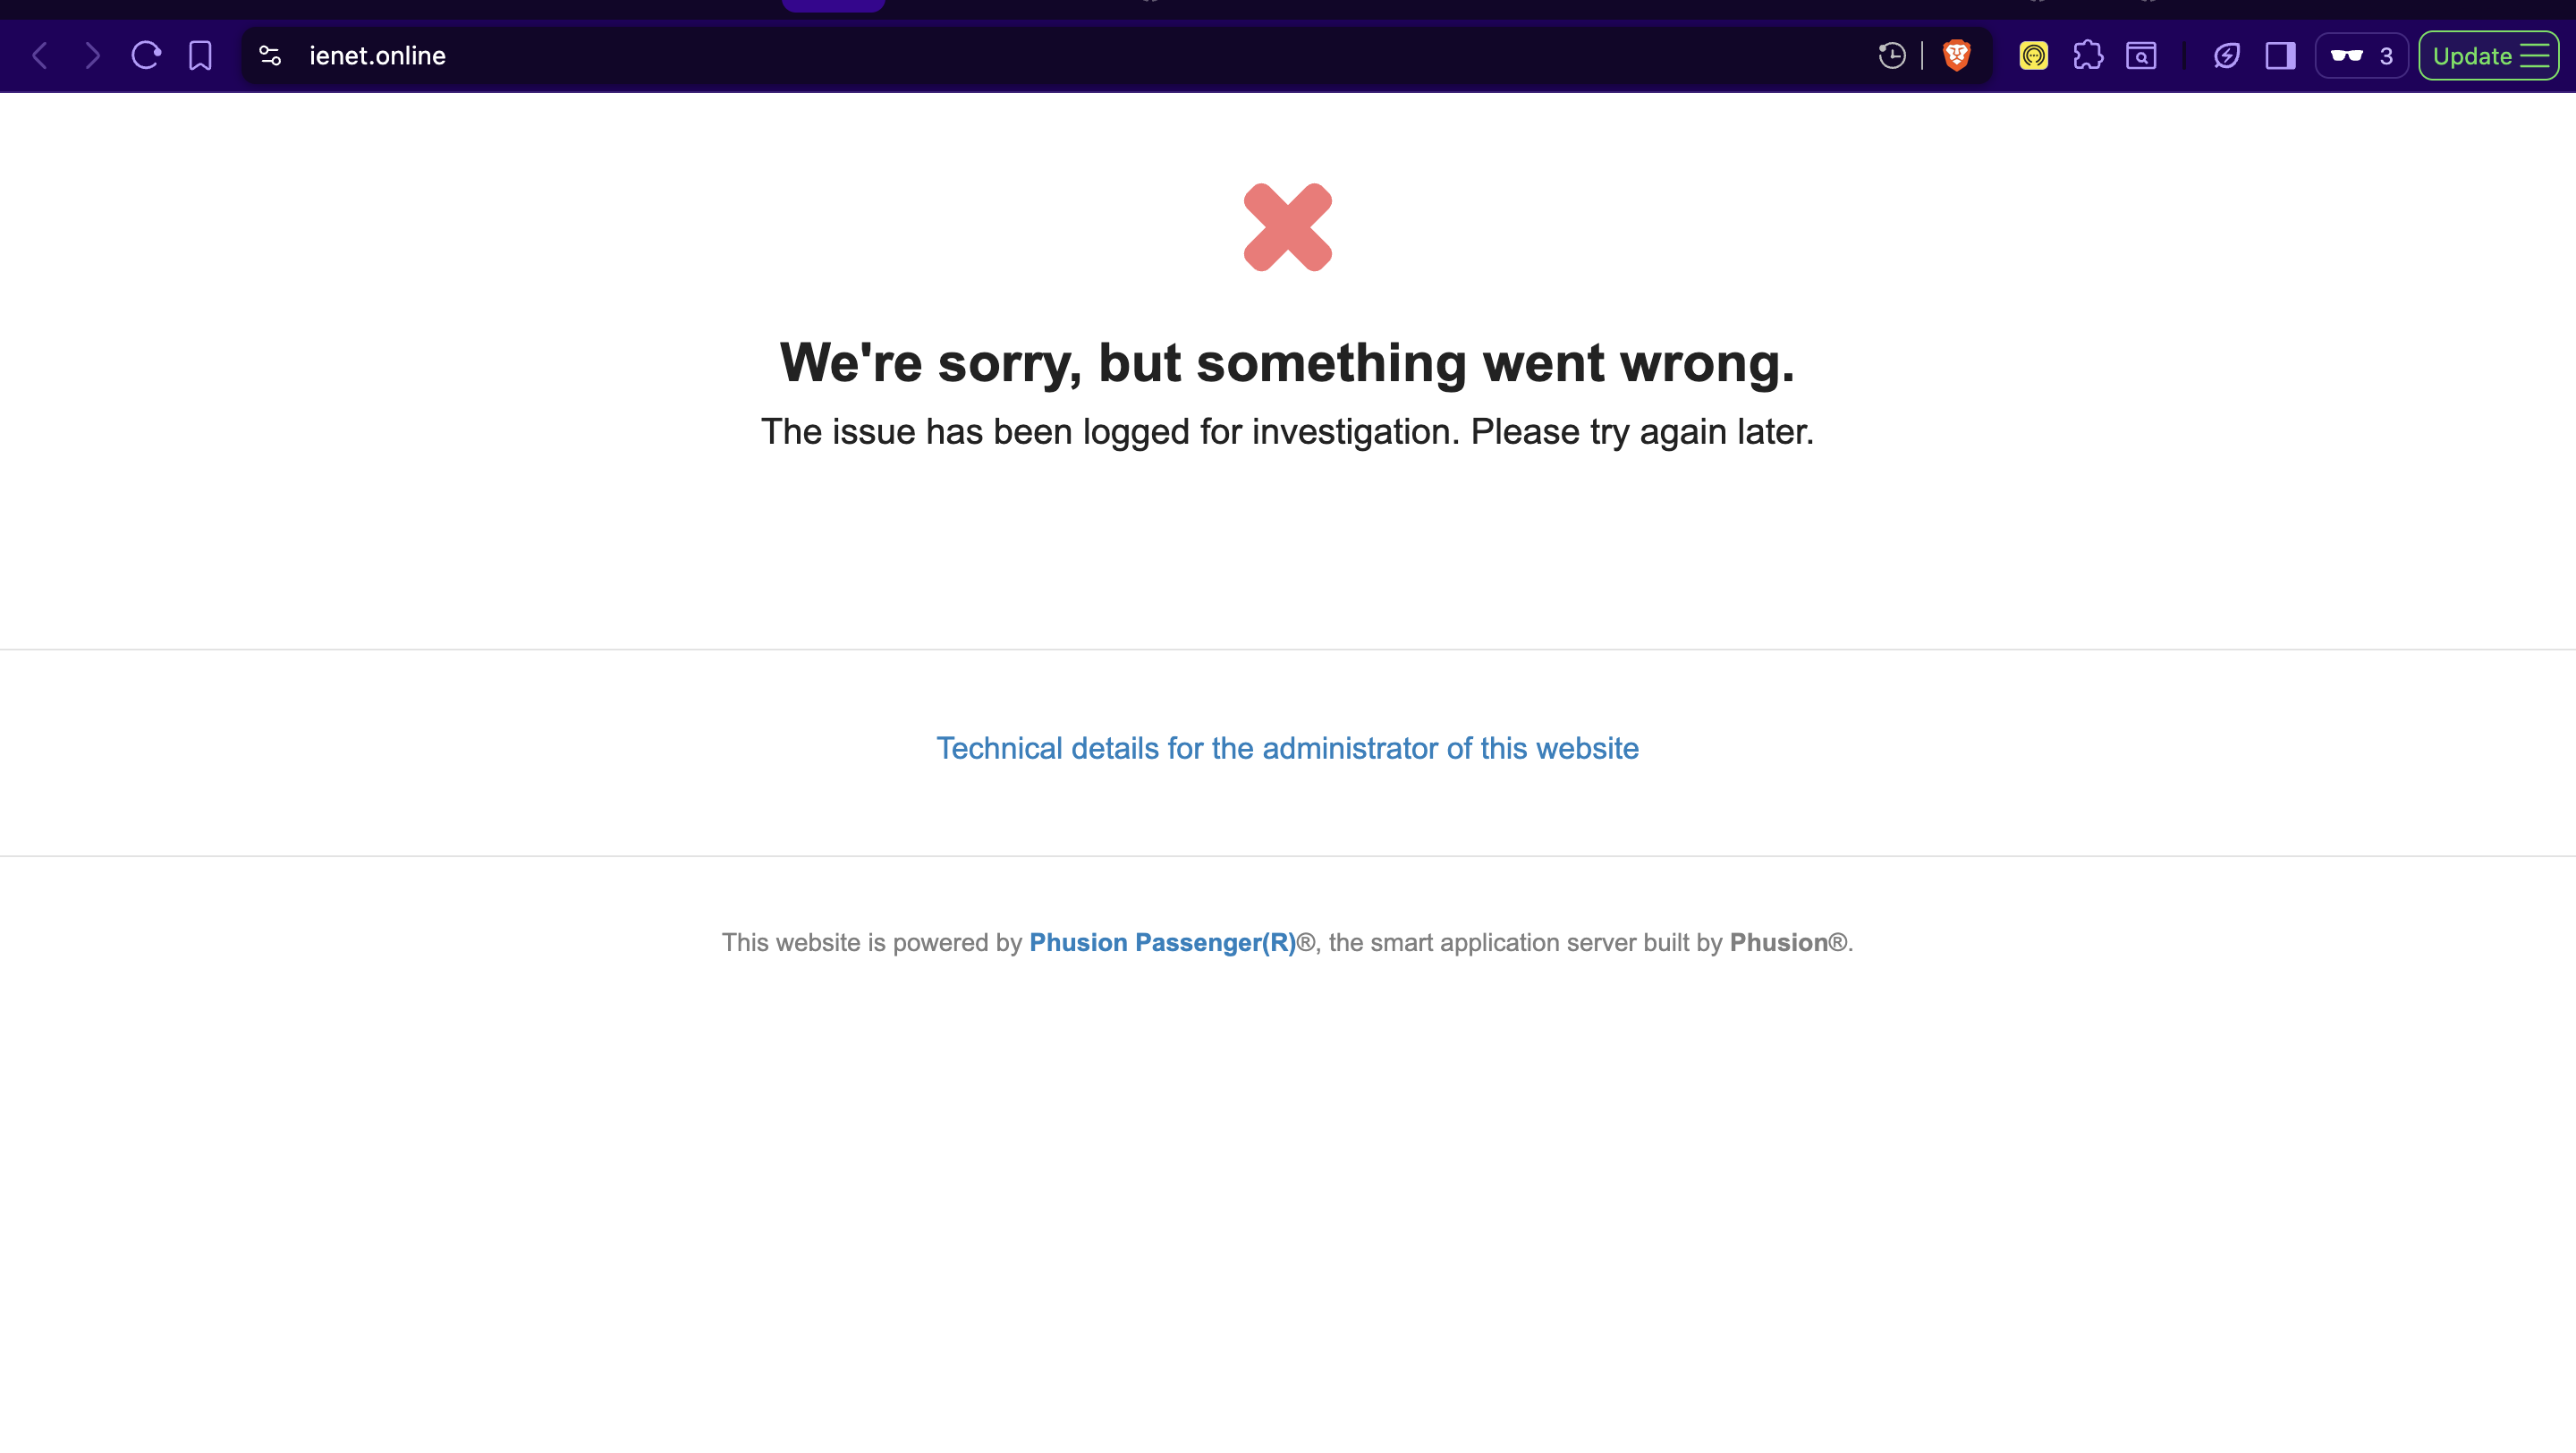 ienet.online
3
Update
We're sorry, but something went wrong.
The issue has been logged for investigation. Please try again later.
Technical details for the administrator of this website
This website is powered by Phusion Passenger(R)®, the smart application server built by Phusion®.